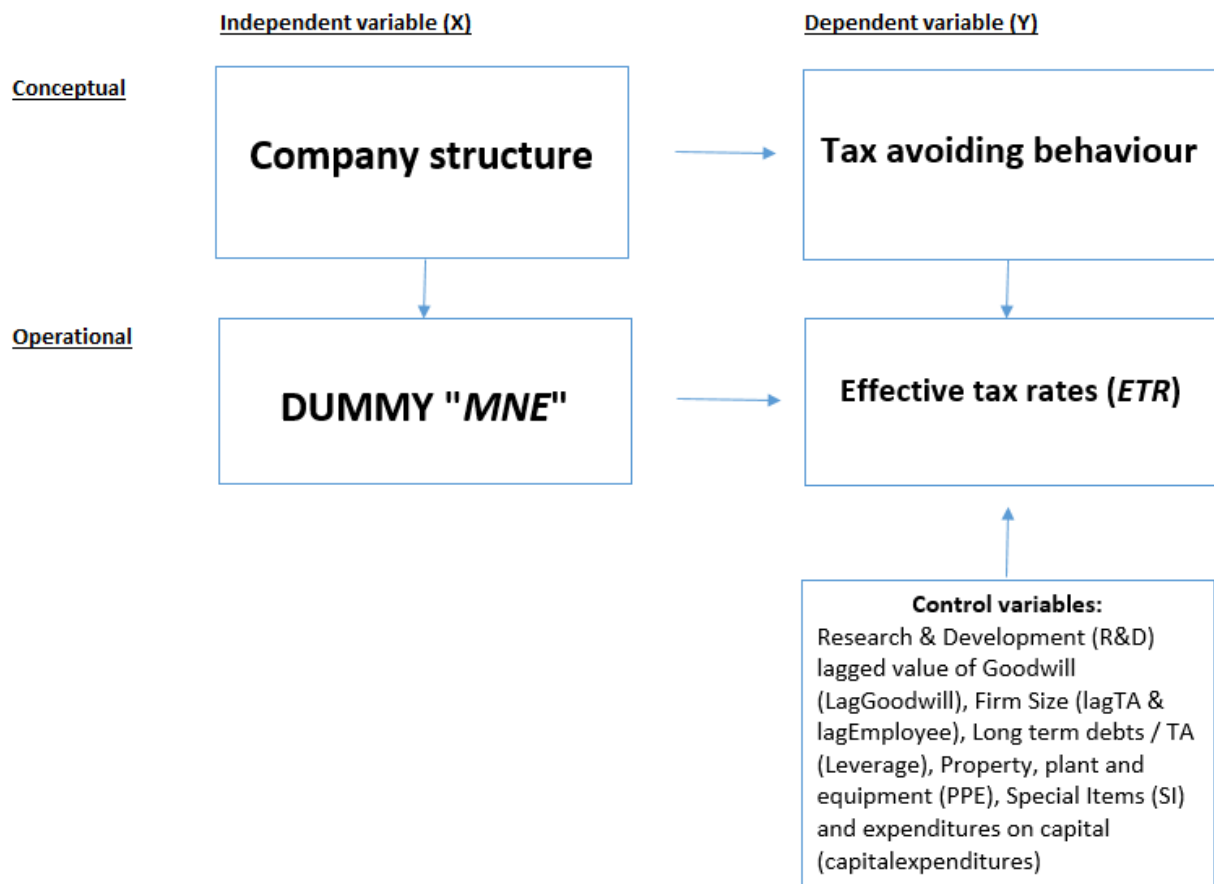 Independent variable (X)
Dependent variable (Y)
Conceptual
Company structure
Tax avoiding behaviour
Operational
DUMMY "MNE"
Effective tax rates (ETR)
Control variables:
Research & Development (R&D)
lagged value of Goodwill
(LagGoodwill), Firm Size (lagTA &
lagEmployee), Long term debts / TA
(Leverage), Property, plant and
equipment (PPE), Special Items (SI)
and expenditures on capital
(capitalexpenditures)